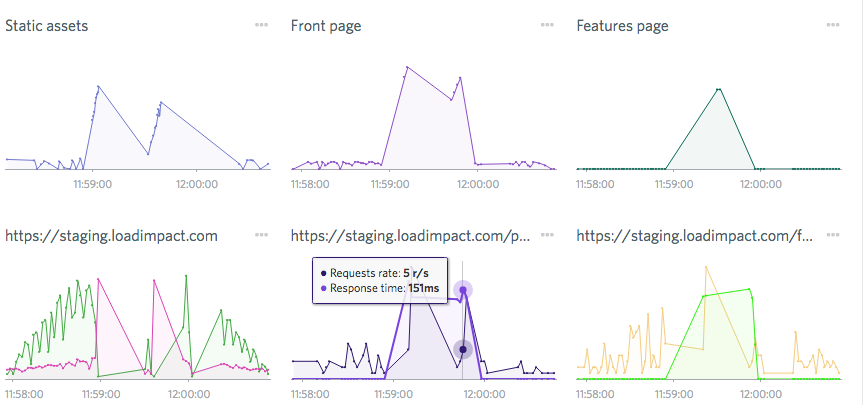 Static assets
Front page
Features page
11:59:00 12:00:00
11:58:00 11:59:00 12:00:00
11:58:00 11:59:00 12:00:00
https://staging.loadimpact.com
https://staging.loadimpact.com/p...
https://staging.loadimpact.com/f...
Requests rate: 5 r/s
Response time: 151ms
11:58:00 11:59:00 12:00:00
11:59:00 12:00:00
11:58:00 11:59:00 12:00:00